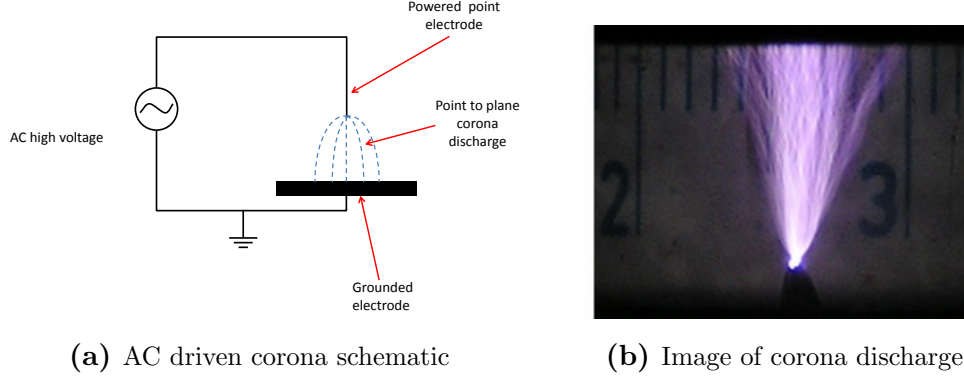 Powered point
electrode
AC high voltage
Point to plane
corona
discharge
Grounded
electrode
(a) AC driven corona schematic
2
3
(b) Image of corona discharge